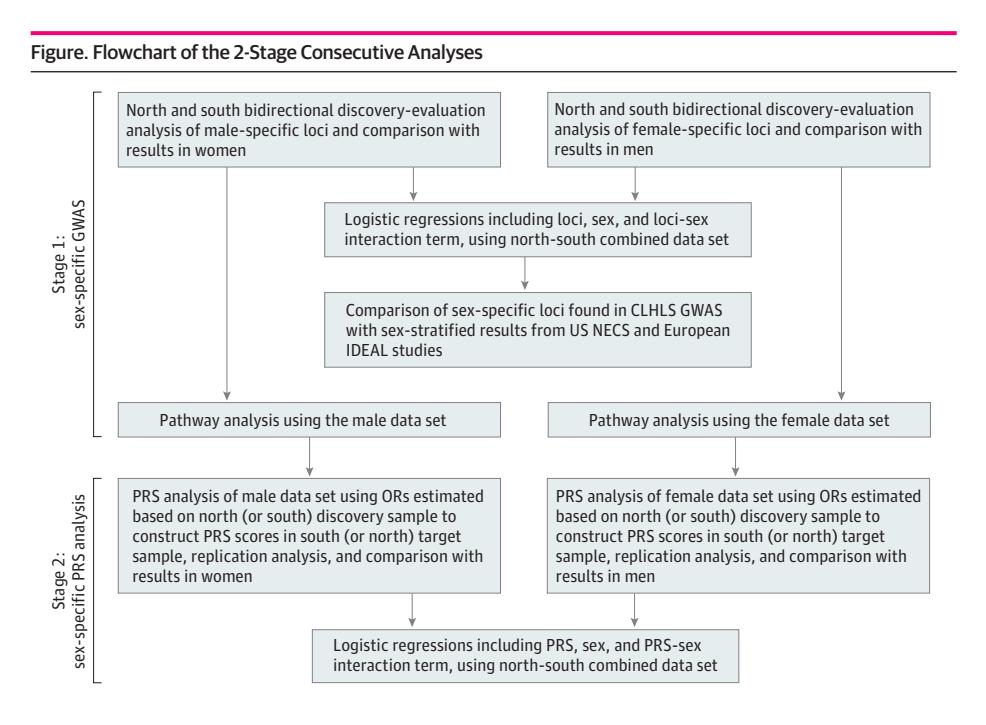 Figure. Flowchart of the 2-Stage Consecutive Analyses
Stage 1:
sex-specific GWAS
North and south bidirectional discovery-evaluation
analysis of male-specific loci and comparison with
results in women
North and south bidirectional discovery-evaluation
analysis of female-specific loci and comparison with
results in men
Logistic regressions including loci, sex, and loci-sex
interaction term, using north-south combined data set
Comparison of sex-specific loci found in CLHLS GWAS
with sex-stratified results from US NECS and European
IDEAL studies
Pathway analysis using the male data set
Pathway analysis using the female data set
Stage 2:
sex-specific PRS analysis
PRS analysis of male data set using ORs estimated
based on north (or south) discovery sample to
construct PRS scores in south (or north) target
sample, replication analysis, and comparison with
results in women
PRS analysis of female data set using ORs estimated
based on north (or south) discovery sample to
construct PRS scores in south (or north) target
sample, replication analysis, and comparison with
results in men
Logistic regressions including PRS, sex, and PRS-sex
interaction term, using north-south combined data set